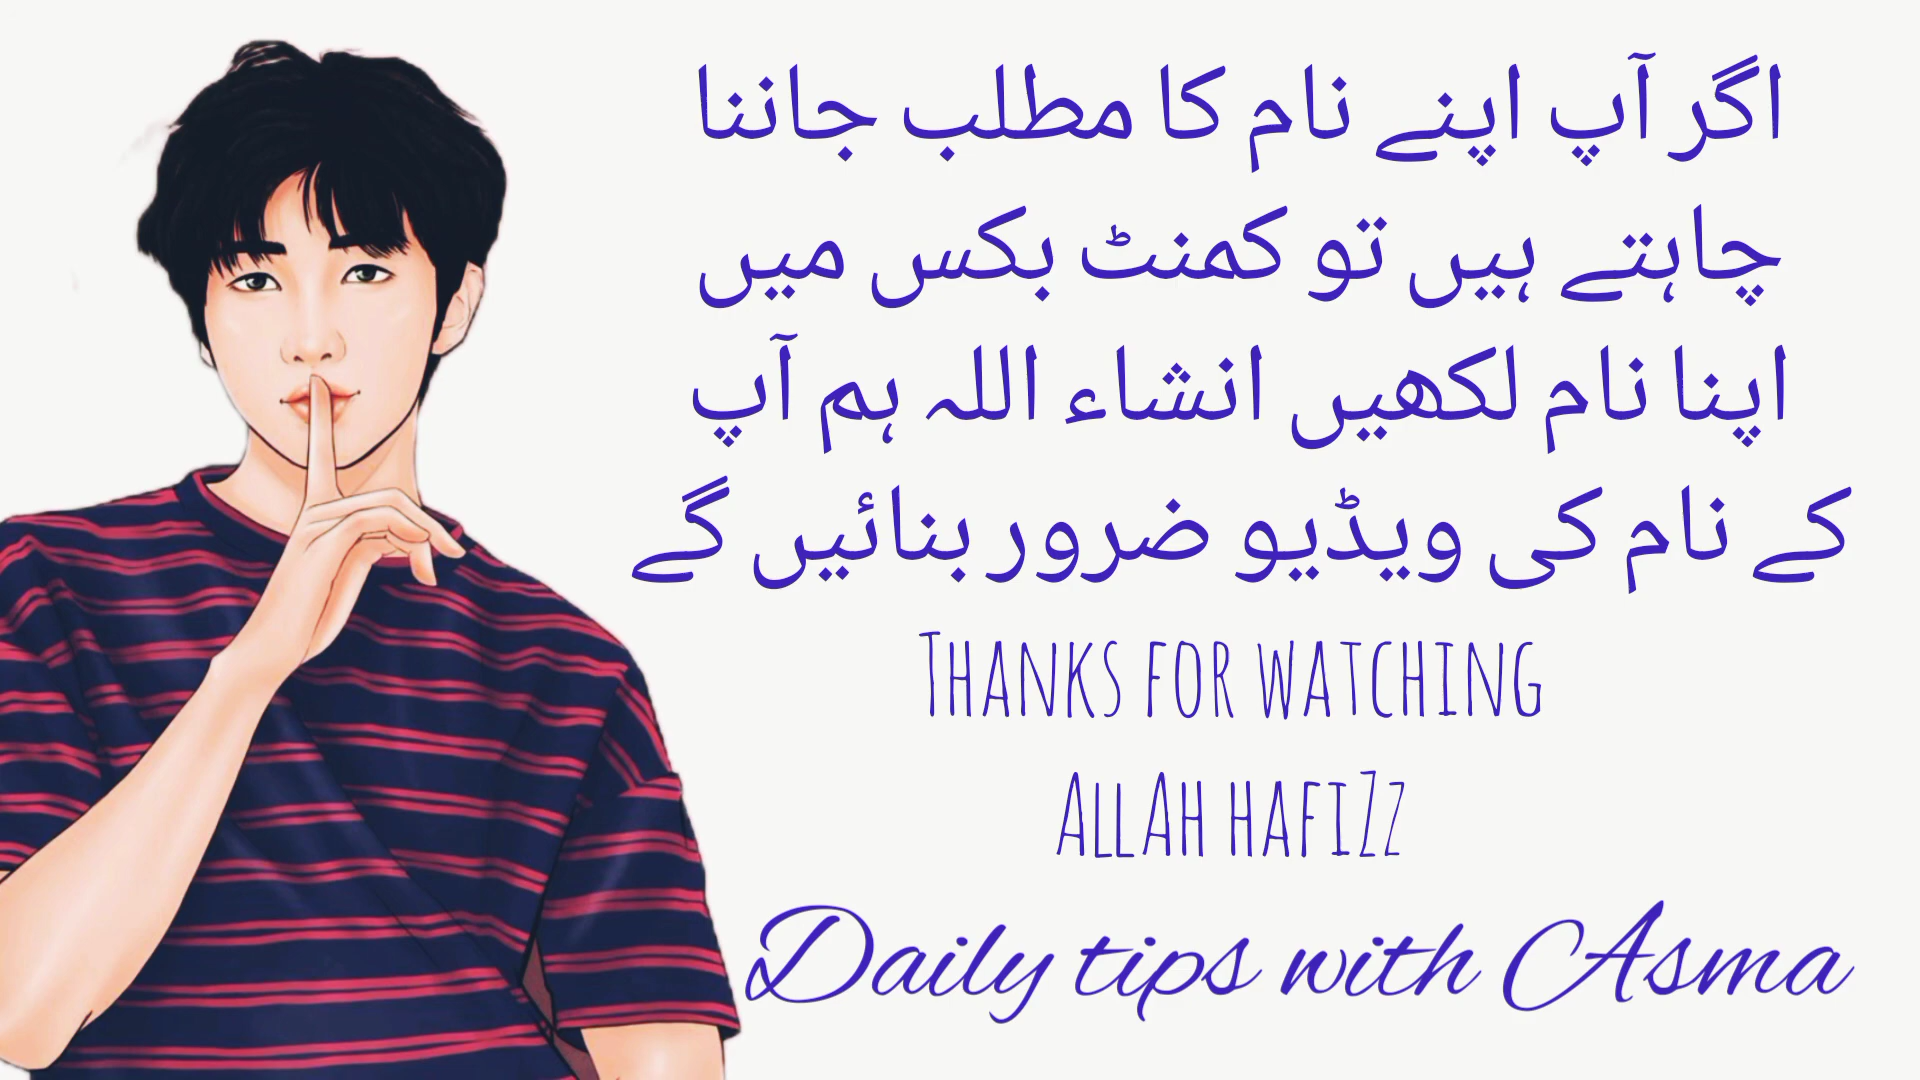 اگر آپ اپنے نام کا مطلب جاننا
چاہتے ہیں تو کمنٹ بکس میں
اپنا نام لکھیں انشاء اللہ ہم آپ
کے نام کی ویڈیو ضرور بنائیں گے
Thanks for watching
AllAh hafiZz
Daily tips with Asma